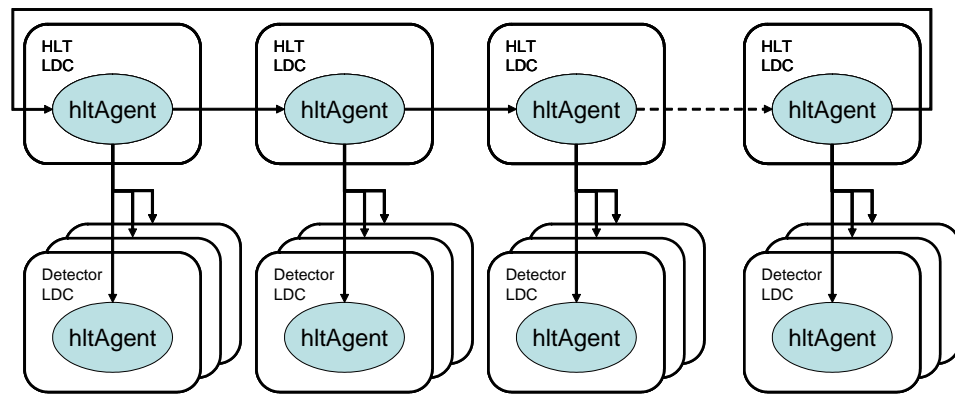 HLT
LDC
hltAgent
HLT
LDC
hltAgent
HLT
LDC
hltAgent
HLT
LDC
hltAgent
Detector
LDC
hltAgent
Detector
LDC
hltAgent
Detector
LDC
hltAgent
Detector
LDC
hltAgent